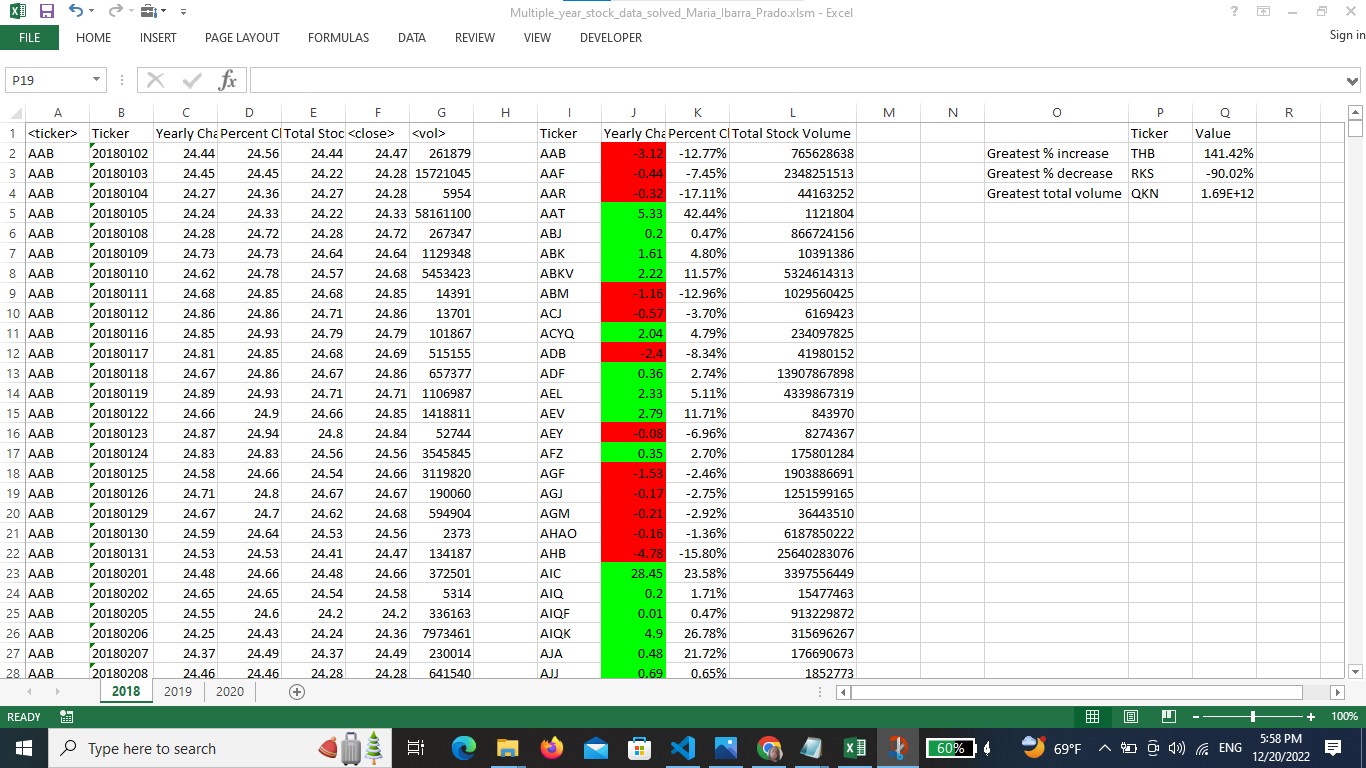 Multiple_year_stock_data_solved_Maria_Ibarra_Prado.xlsm - Excel
FILE HOME INSERT PAGE LAYOUT FORMULAS DATA REVIEW VIEW DEVELOPER Sign in
P19 fx
A B C D E F G H I J K L M N O P Q R
1 <ticker> Ticker Yearly Cha Percent Cl Total Stoc <close> <vol> Ticker Yearly Cha Percent Cl Total Stock Volume Ticker Value
2 AAB 20180102 24.44 24.56 24.44 24.47 261879 AAB -3.12 -12.77% 765628638 Greatest % increase THB 141.42%
3 AAB 20180103 24.45 24.45 24.22 24.28 15721045 AAF -0.44 -7.45% 2348251513 Greatest % decrease RKS -90.02%
4 AAB 20180104 24.27 24.36 24.27 24.28 5954 AAR -0.32 -17.11% 44163252 Greatest total volume QKN 1.69E+12
5 AAB 20180105 24.24 24.33 24.22 24.33 58161100 AAT 5.33 42.44% 1121804
6 AAB 20180108 24.28 24.72 24.28 24.72 267347 ABJ 0.2 0.47% 866724156
7 AAB 20180109 24.73 24.73 24.64 24.64 1129348 ABK 1.61 4.80% 10391386
8 AAB 20180110 24.62 24.78 24.57 24.68 5453423 ABKV 2.22 11.57% 5324614313
9 AAB 20180111 24.68 24.85 24.68 24.85 14391 ABM -1.16 -12.96% 1029560425
10 AAB 20180112 24.86 24.86 24.71 24.86 13701 ACJ -0.57 -3.70% 6169423
11 AAB 20180116 24.85 24.93 24.79 24.79 101867 ACYQ 2.04 4.79% 234097825
12 AAB 20180117 24.81 24.85 24.68 24.69 515155 ADB -2.4 -8.34% 41980152
13 AAB 20180118 24.67 24.86 24.67 24.86 657377 ADF 0.36 2.74% 13907867898
14 AAB 20180119 24.89 24.93 24.71 24.71 1106987 AEL 2.33 5.11% 4339867319
15 AAB 20180122 24.66 24.9 24.66 24.85 1418811 AEV 2.79 11.71% 843970
16 AAB 20180123 24.87 24.94 24.8 24.84 52744 AEY -0.08 -6.96% 8274367
17 AAB 20180124 24.83 24.83 24.56 24.56 3545845 AFZ 0.35 2.70% 175801284
18 AAB 20180125 24.58 24.66 24.54 24.66 3119820 AGF -1.53 -2.46% 1903886691
19 AAB 20180126 24.71 24.8 24.67 24.67 190060 AGJ -0.17 -2.75% 1251599165
20 AAB 20180129 24.67 24.7 24.62 24.68 594904 AGM -0.21 -2.92% 36443510
21 AAB 20180130 24.59 24.64 24.53 24.56 2373 AHAO -0.16 -1.36% 6187850222
22 AAB 20180131 24.53 24.53 24.41 24.47 134187 AHB -4.78 -15.80% 25640283076
23 AAB 20180201 24.48 24.66 24.48 24.66 372501 AIC 28.45 23.58% 3397556449
24 AAB 20180202 24.65 24.65 24.54 24.58 5314 AIQ 0.2 1.71% 15477463
25 AAB 20180205 24.55 24.6 24.2 24.2 336163 AIQF 0.01 0.47% 913229872
26 AAB 20180206 24.25 24.43 24.24 24.36 7973461 AIQK 4.9 26.78% 315696267
27 AAB 20180207 24.37 24.49 24.37 24.49 230014 AJA 0.48 21.72% 176690673
28 AAB 20180208 24.46 24.46 24.28 24.28 641540 AJJ 0.69 0.65% 1852773
2018 2019 2020
READY 100%
Type here to search 60% 69°F ENG 5:58 PM
12/20/2022